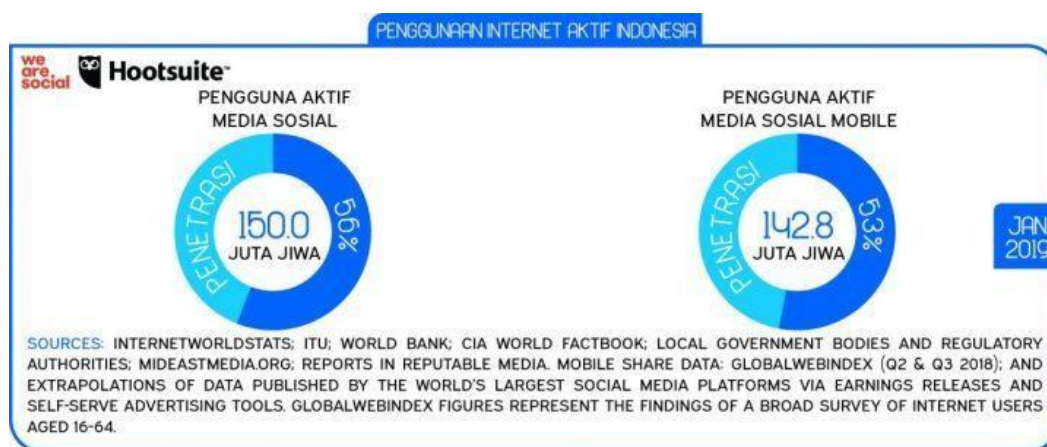 PENGGUNAAN INTERNET AKTIF INDONESIA
we
are
social
Hootsuite™
PENGGUNA AKTIF
MEDIA SOSIAL
PENETRASI
56%
150.0
JUTA JIWA
PENGGUNA AKTIF
MEDIA SOSIAL MOBILE
PENETRASI
53%
142.8
JUTA JIWA
JAN
2019
SOURCES: INTERNETWORLDSTATS; ITU; WORLD BANK; CIA WORLD FACTBOOK; LOCAL GOVERNMENT BODIES AND REGULATORY
AUTHORITIES; MIDEASTMEDIA.ORG; REPORTS IN REPUTABLE MEDIA. MOBILE SHARE DATA: GLOBALWEBINDEX (Q2 & Q3 2018); AND
EXTRAPOLATIONS OF DATA PUBLISHED BY THE WORLD'S LARGEST SOCIAL MEDIA PLATFORMS VIA EARNINGS RELEASES AND
SELF-SERVE ADVERTISING TOOLS. GLOBALWEBINDEX FIGURES REPRESENT THE FINDINGS OF A BROAD SURVEY OF INTERNET USERS
AGED 16-64.